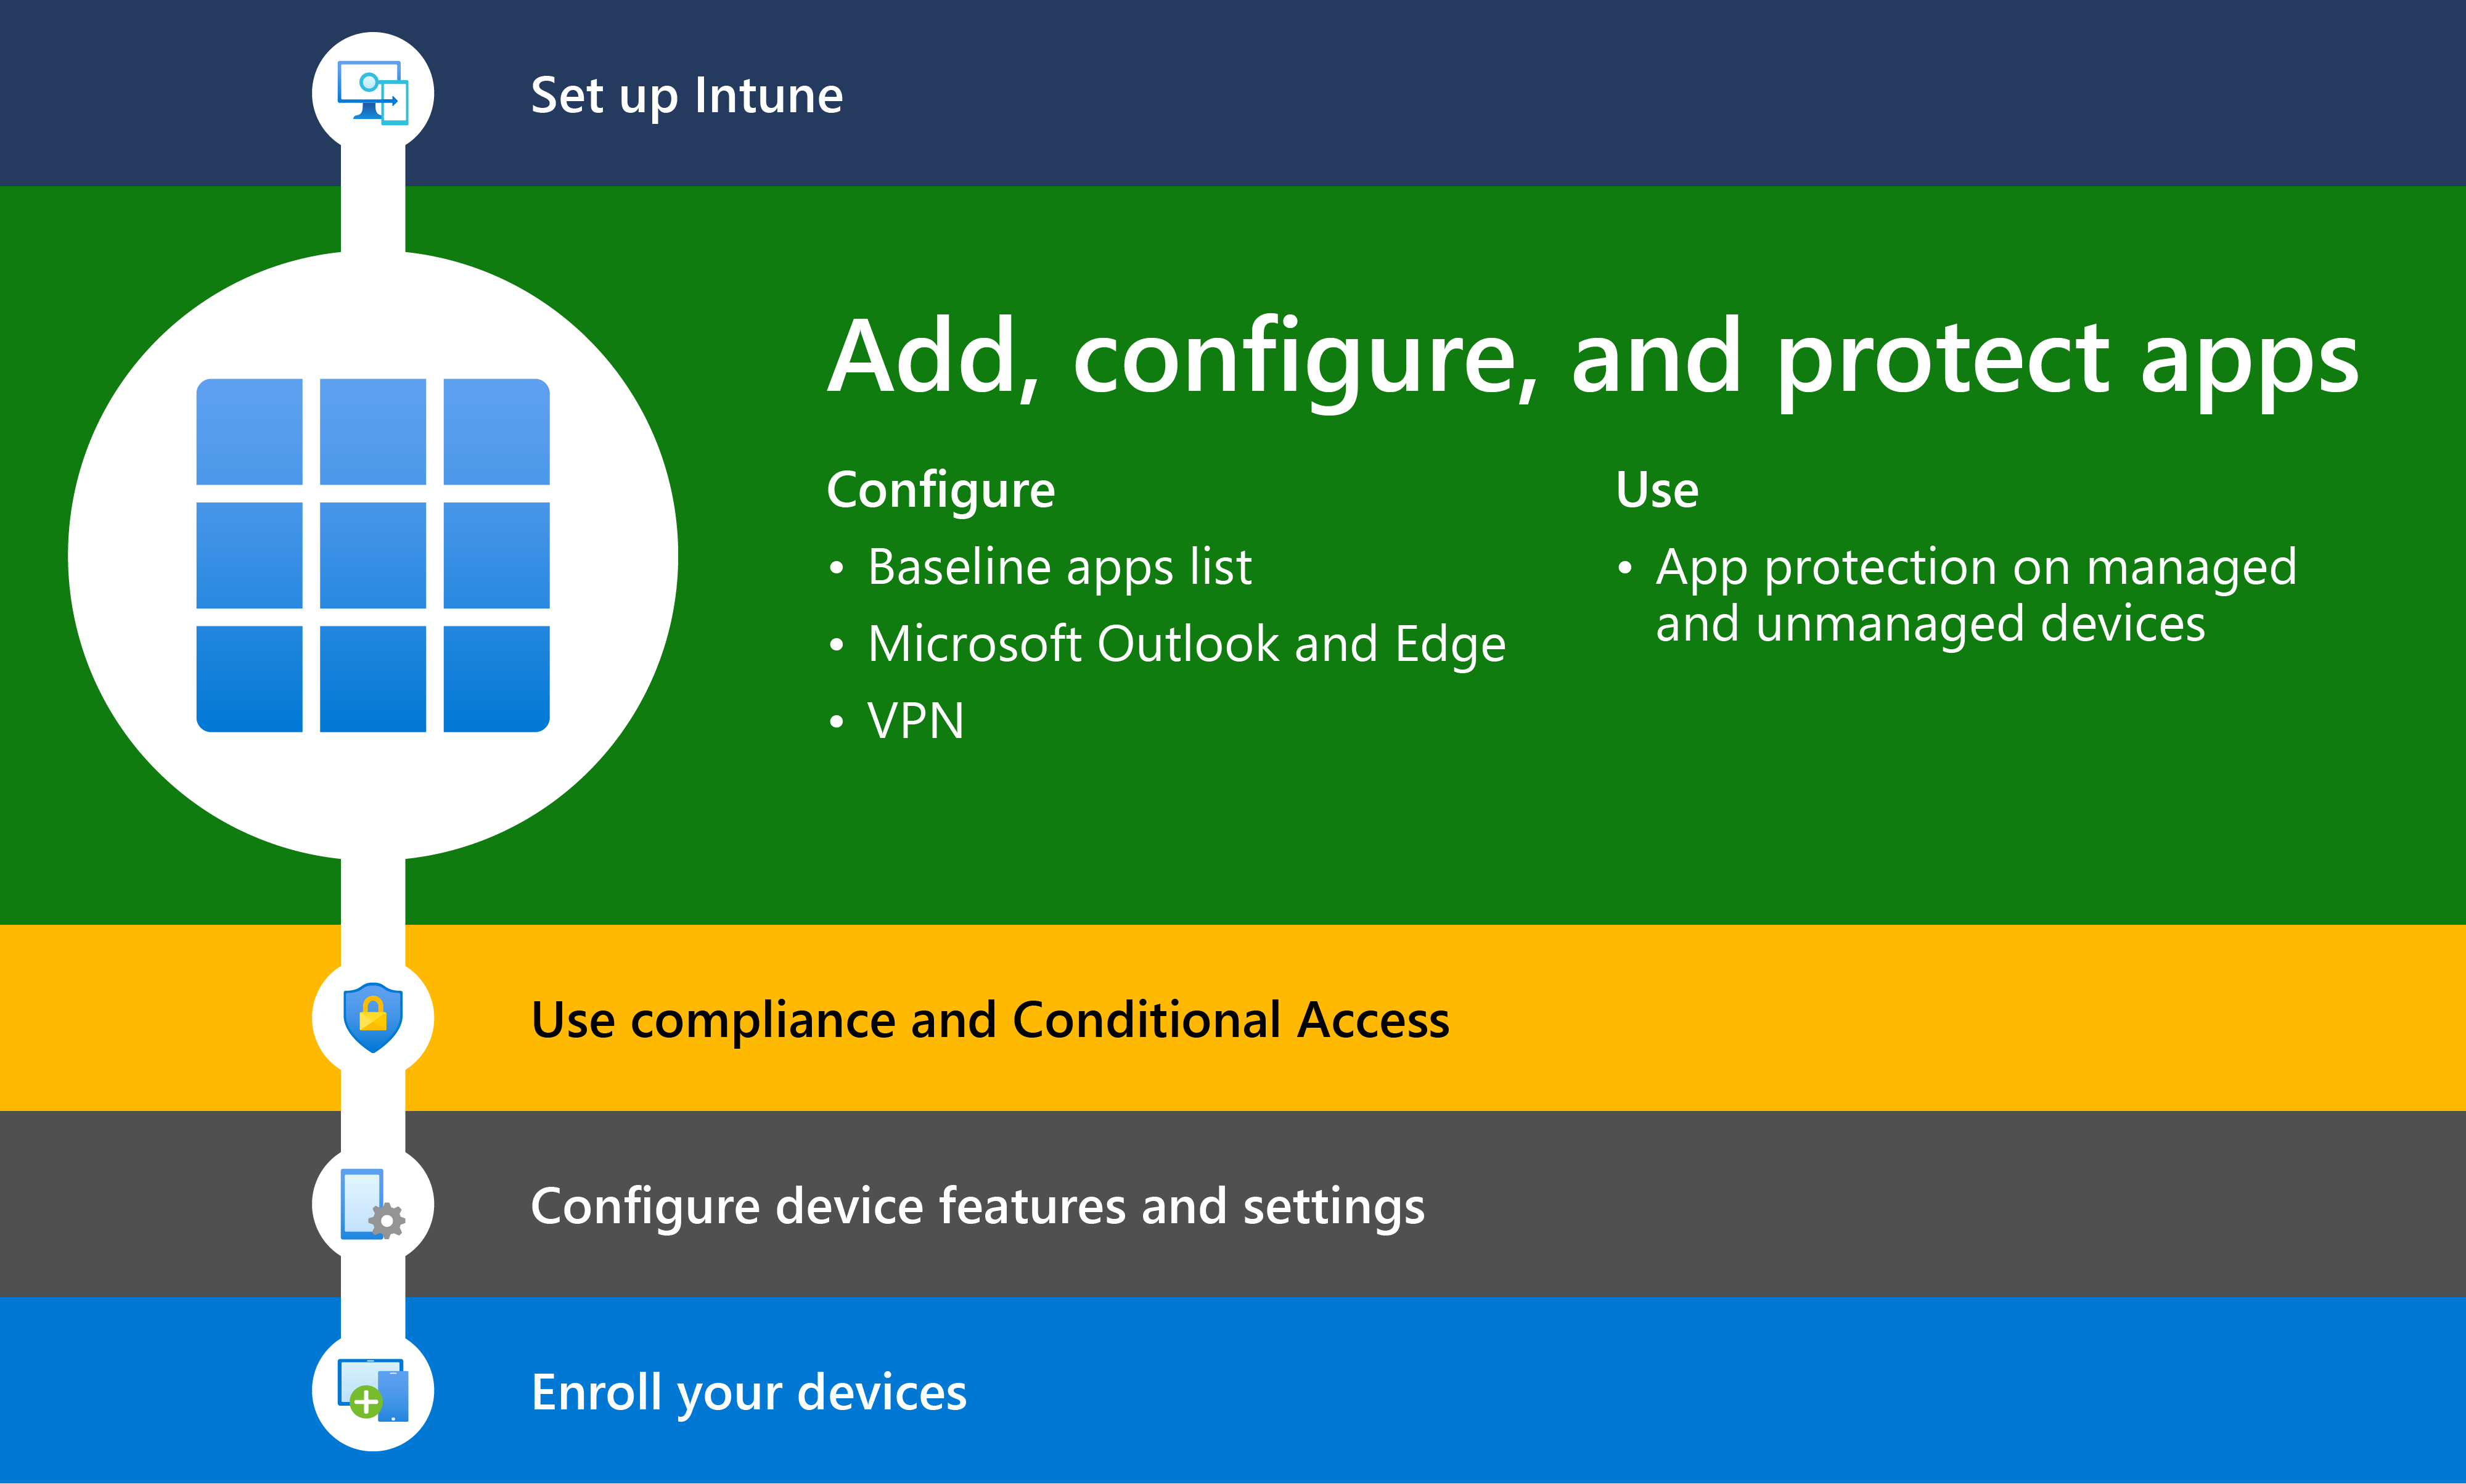 Set up Intune
Add, configure, and protect apps
Configure
• Baseline apps list
• Microsoft Outlook and Edge
• VPN
Use
• App protection on managed
and unmanaged devices
Use compliance and Conditional Access
Configure device features and settings
Enroll your devices